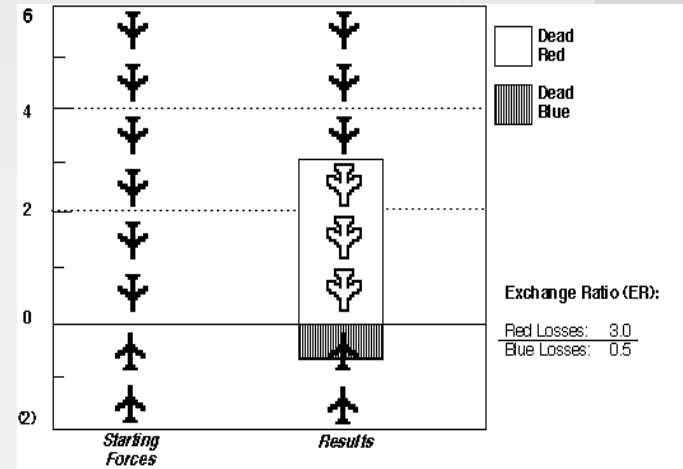 6
4
2
0
(2)
Starting
Forces
Results
Dead
Red
Dead
Blue
Exchange Ratio (ER):
Red Losses: 3.0
Blue Losses: 0.5